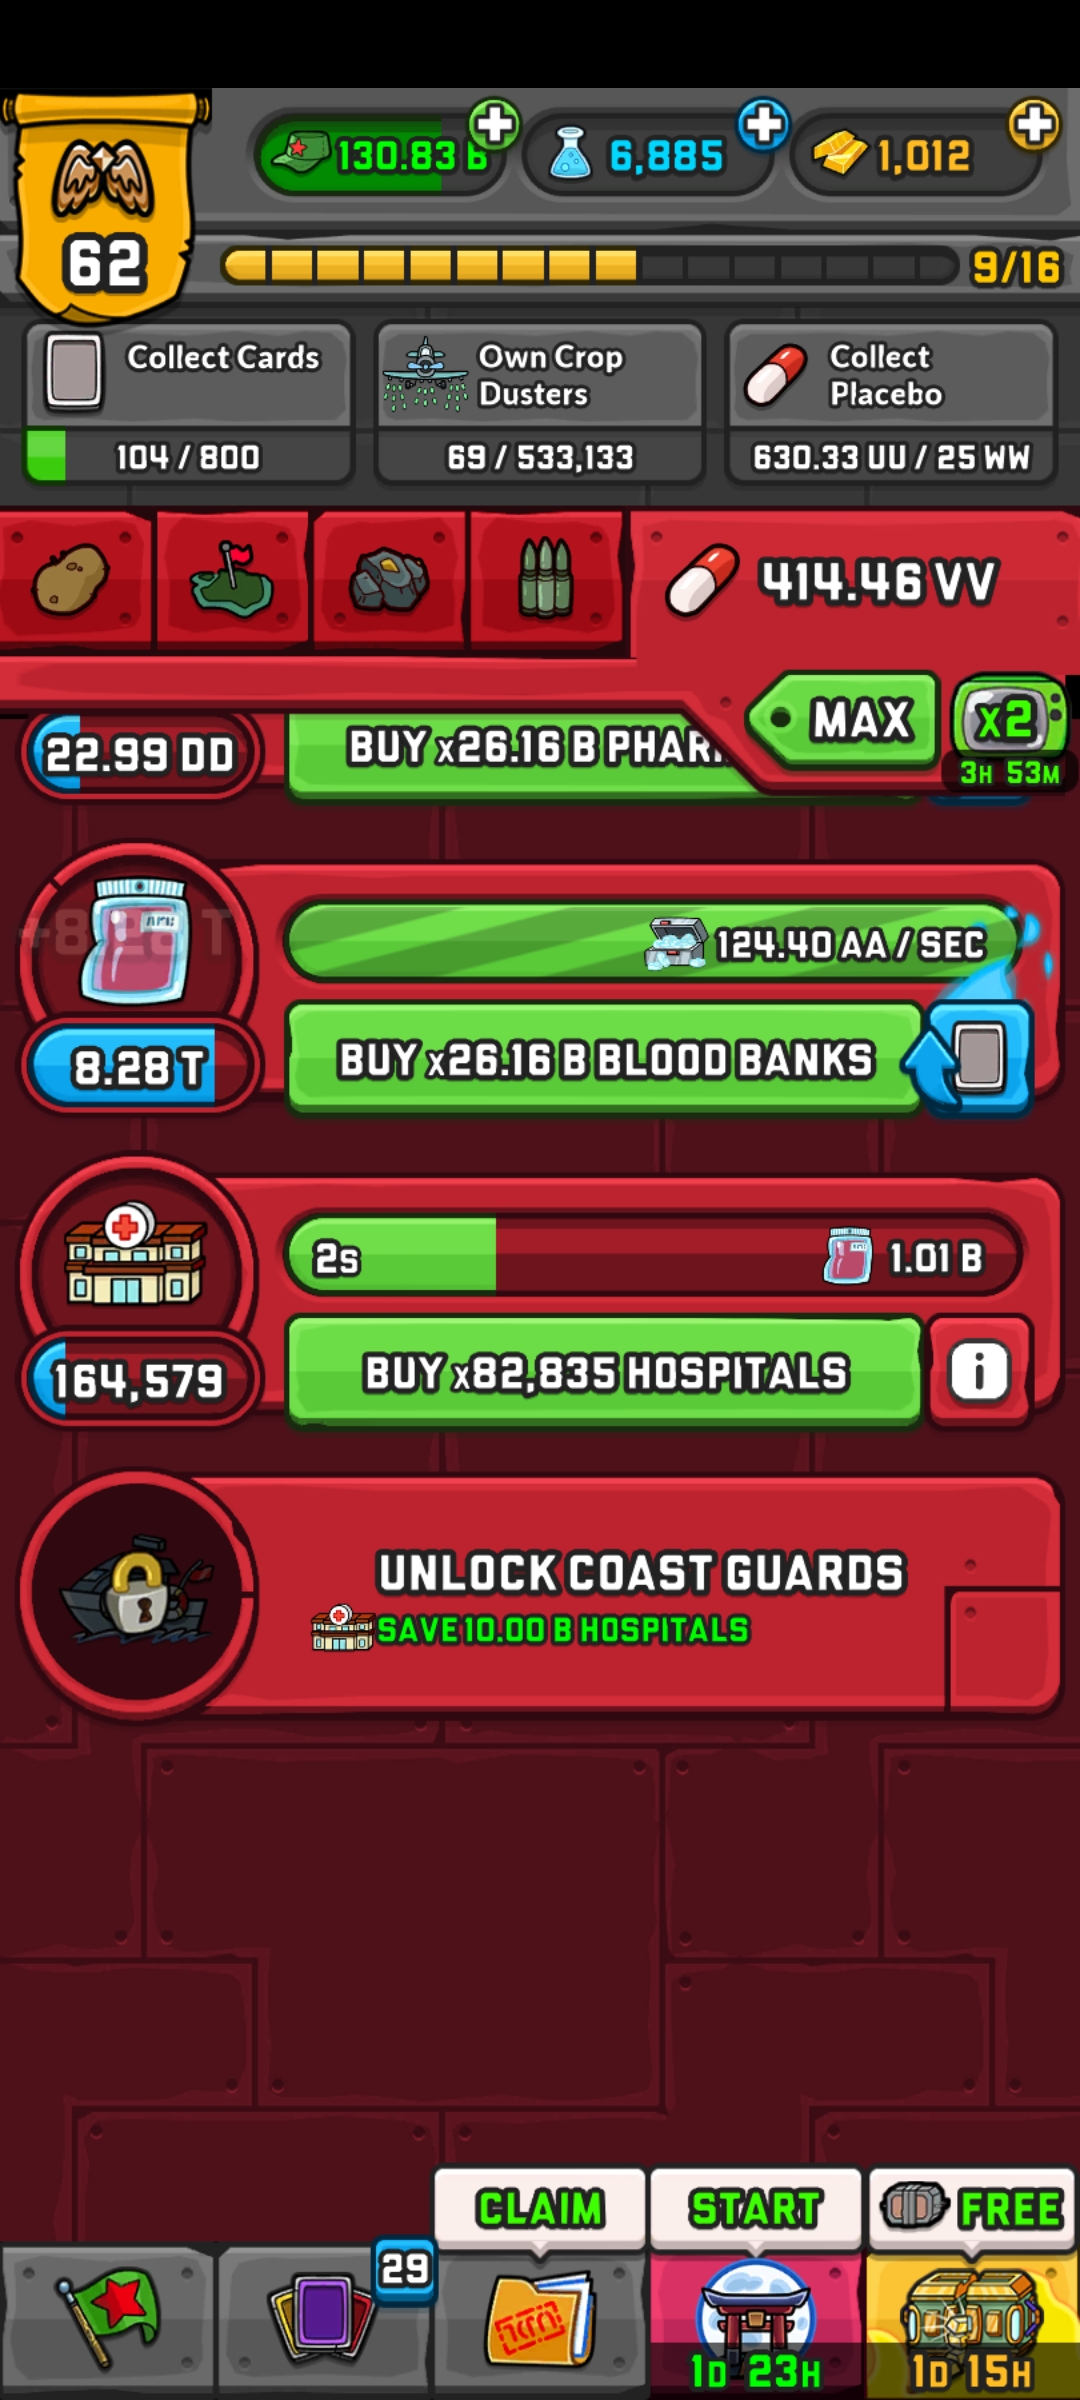 130.83 B
6,885
1,012
62
9/16
Collect Cards
104 / 800
Own Crop
Dusters
69 / 533,133
Collect
Placebo
630.33 UU / 25 WW
414.46 VV
MAX
X2
3H 53M
22.99 DD
BUY x26.16 B
124.40 AA / SEC
8.28 T
BUY x26.16 B BLOOD BANKS
2s
1.01 B
164,579
BUY x82,835 HOSPITALS
i
UNLOCK COAST GUARDS
SAVE 10.00 B HOSPITALS
CLAIM
START
FREE
29
1D 23H
1D 15H